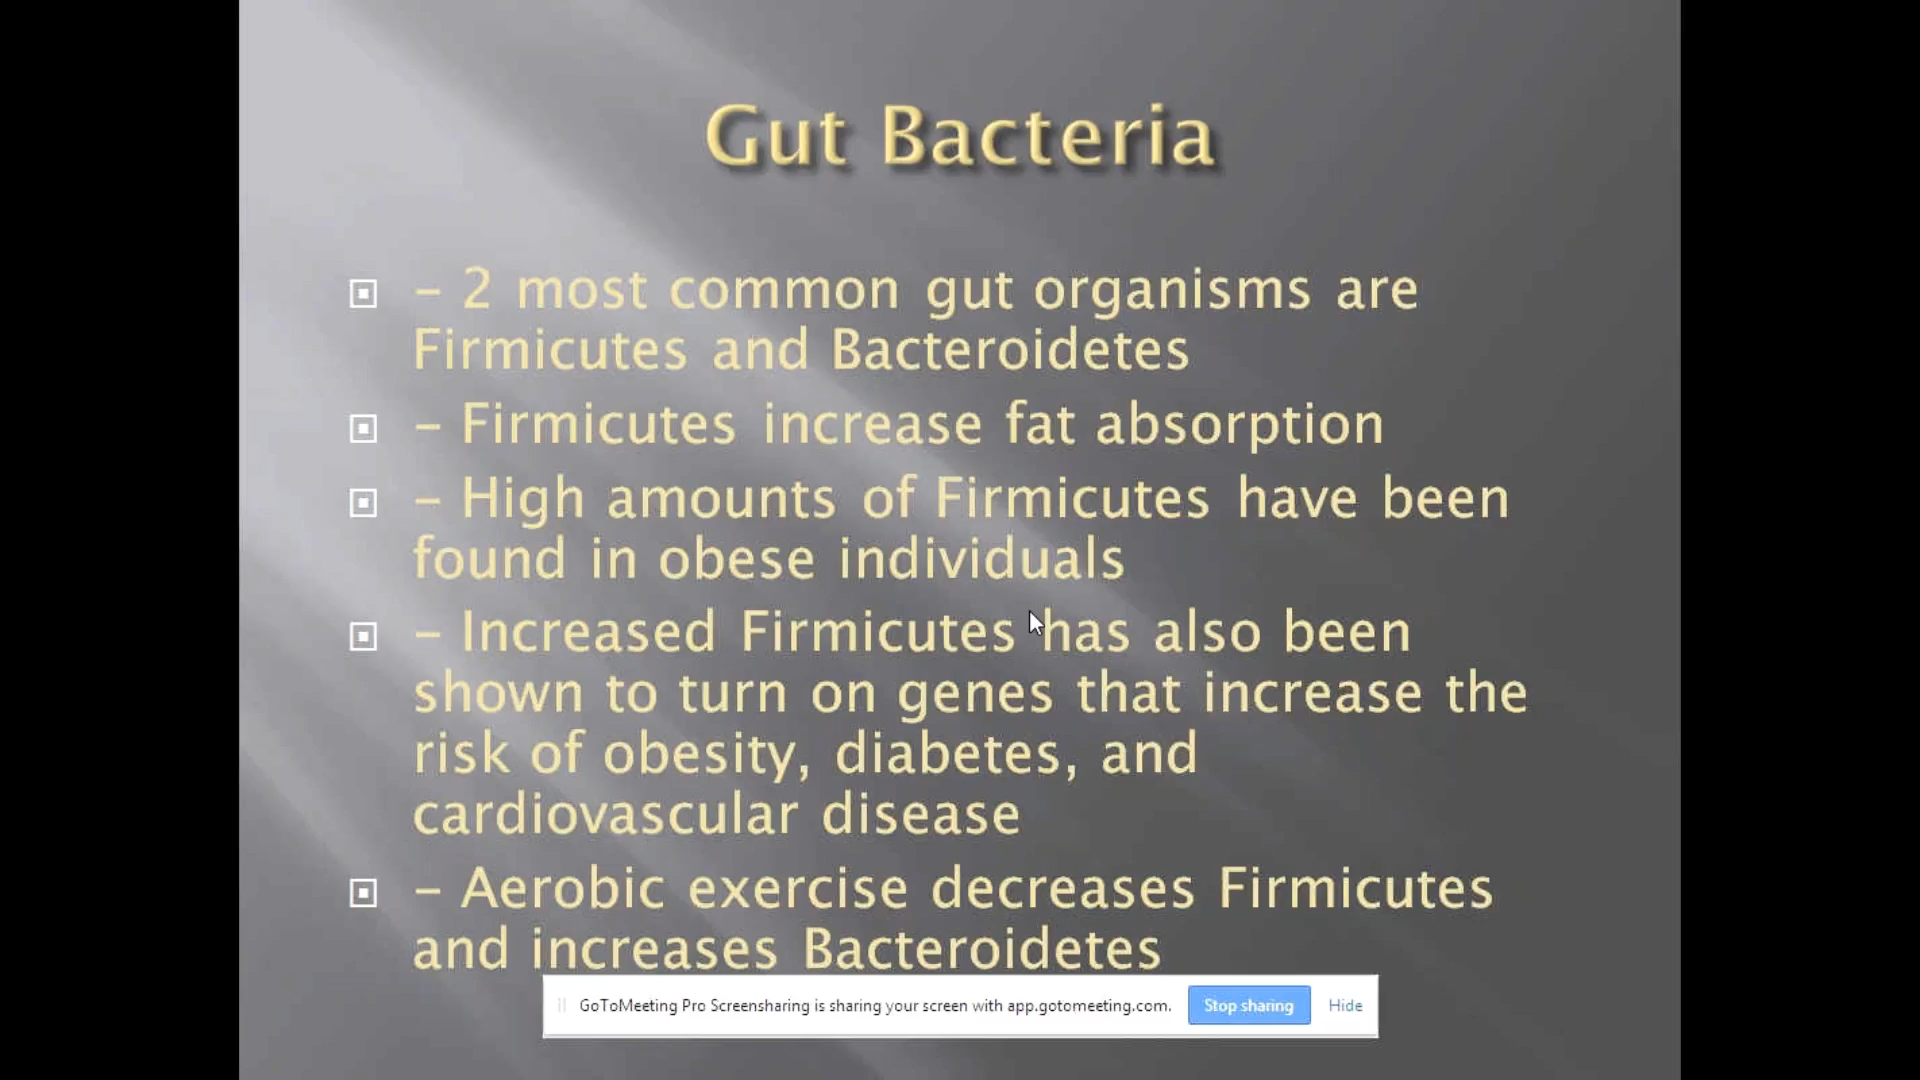 Gut Bacteria
– 2 most common gut organisms are
Firmicutes and Bacteroidetes
– Firmicutes increase fat absorption
– High amounts of Firmicutes have been
found in obese individuals
– Increased Firmicutes has also been
shown to turn on genes that increase the
risk of obesity, diabetes, and
cardiovascular disease
– Aerobic exercise decreases Firmicutes
and increases Bacteroidetes
GoToMeeting Pro Screensharing is sharing your screen with app.gotomeeting.com. Stop sharing Hide